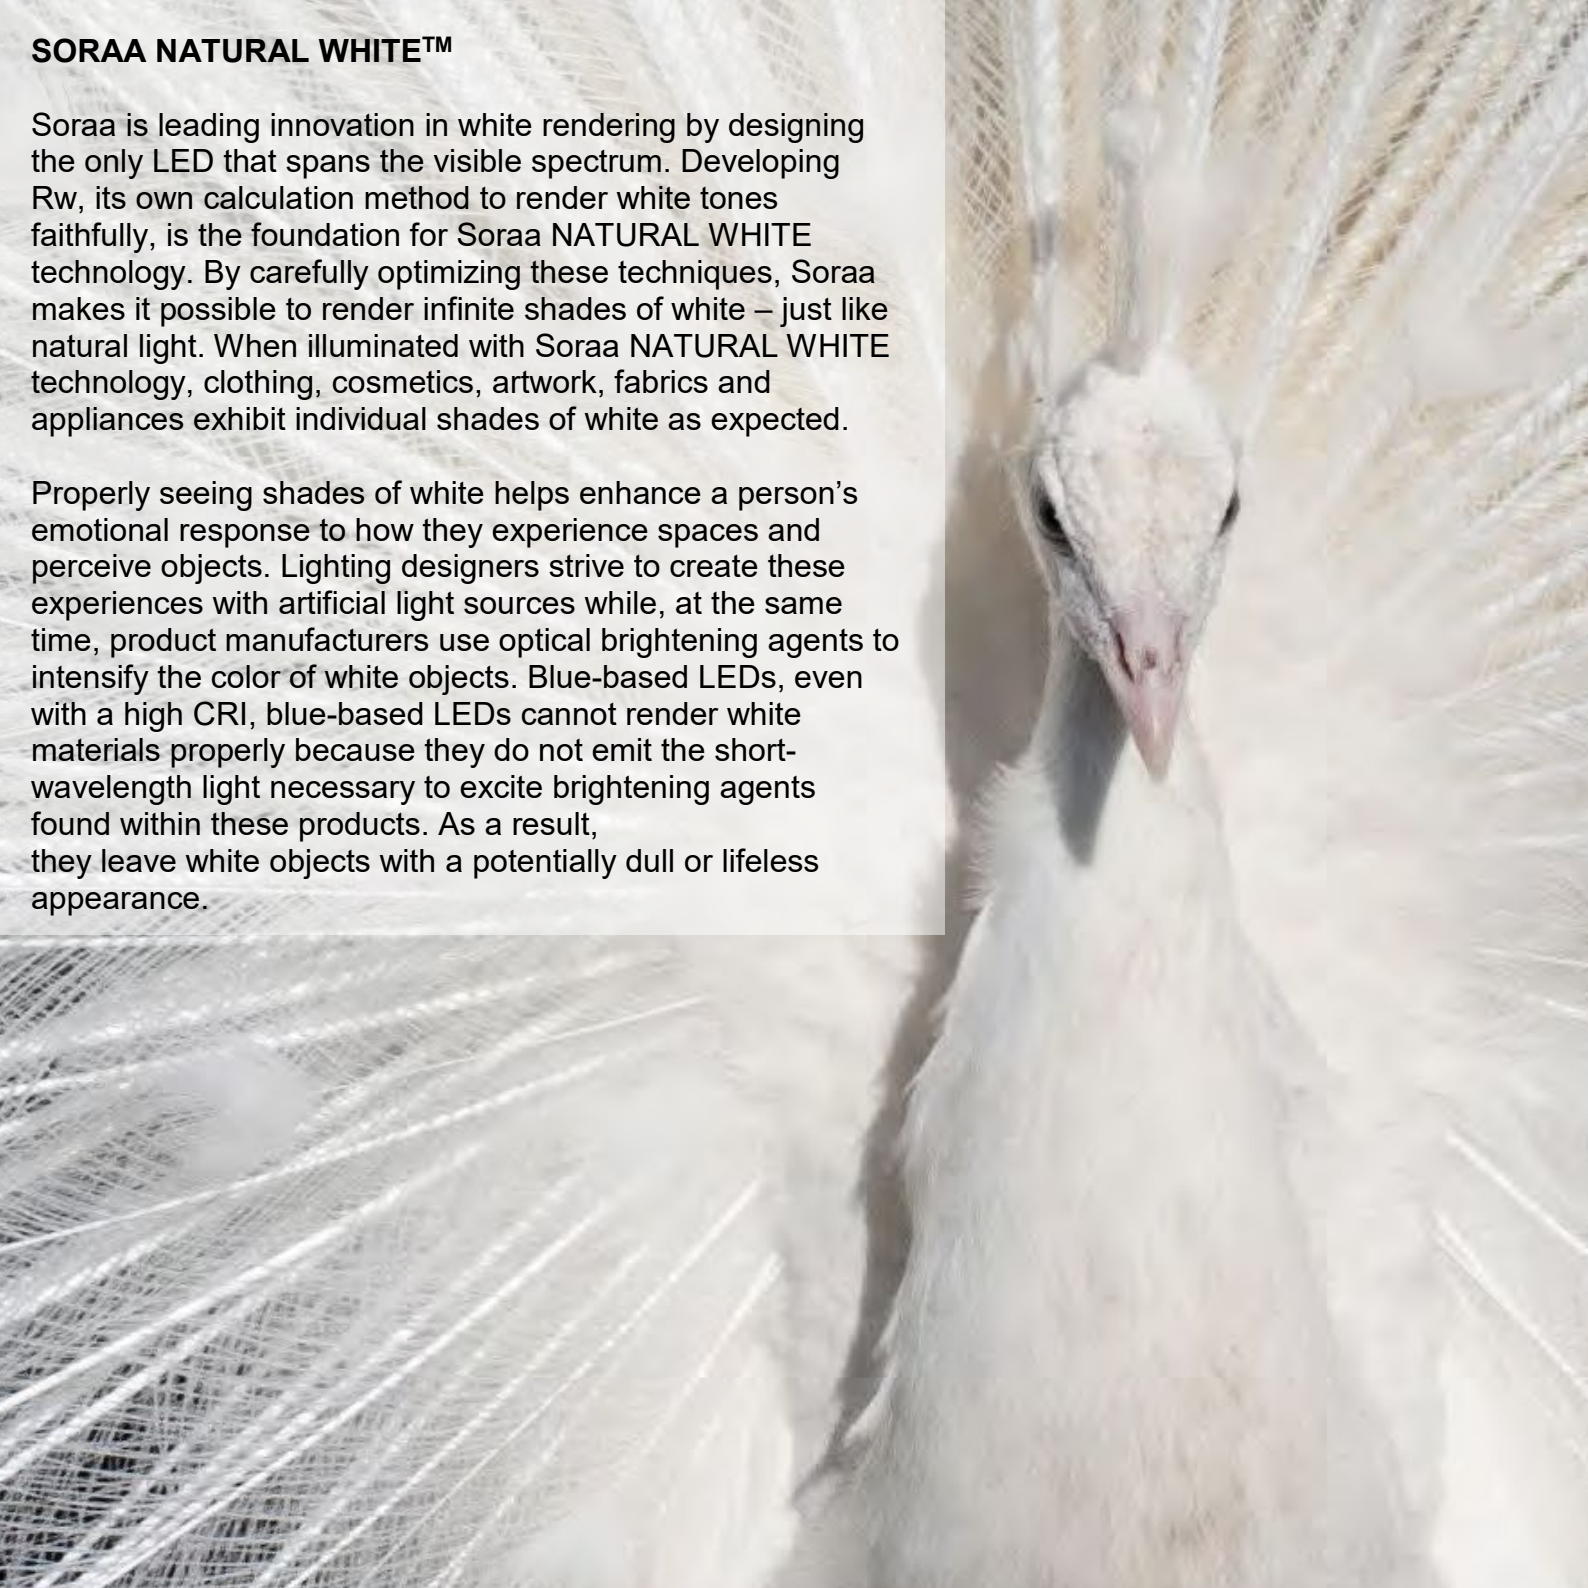 SORAA NATURAL WHITE™
Soraa is leading innovation in white rendering by designing
the only LED that spans the visible spectrum. Developing
Rw, its own calculation method to render white tones
faithfully, is the foundation for Soraa NATURAL WHITE
technology. By carefully optimizing these techniques, Soraa
makes it possible to render infinite shades of white – just like
natural light. When illuminated with Soraa NATURAL WHITE
technology, clothing, cosmetics, artwork, fabrics and
appliances exhibit individual shades of white as expected.
Properly seeing shades of white helps enhance a person’s
emotional response to how they experience spaces and
perceive objects. Lighting designers strive to create these
experiences with artificial light sources while, at the same
time, product manufacturers use optical brightening agents to
intensify the color of white objects. Blue-based LEDs, even
with a high CRI, blue-based LEDs cannot render white
materials properly because they do not emit the short-
wavelength light necessary to excite brightening agents
found within these products. As a result,
they leave white objects with a potentially dull or lifeless
appearance.